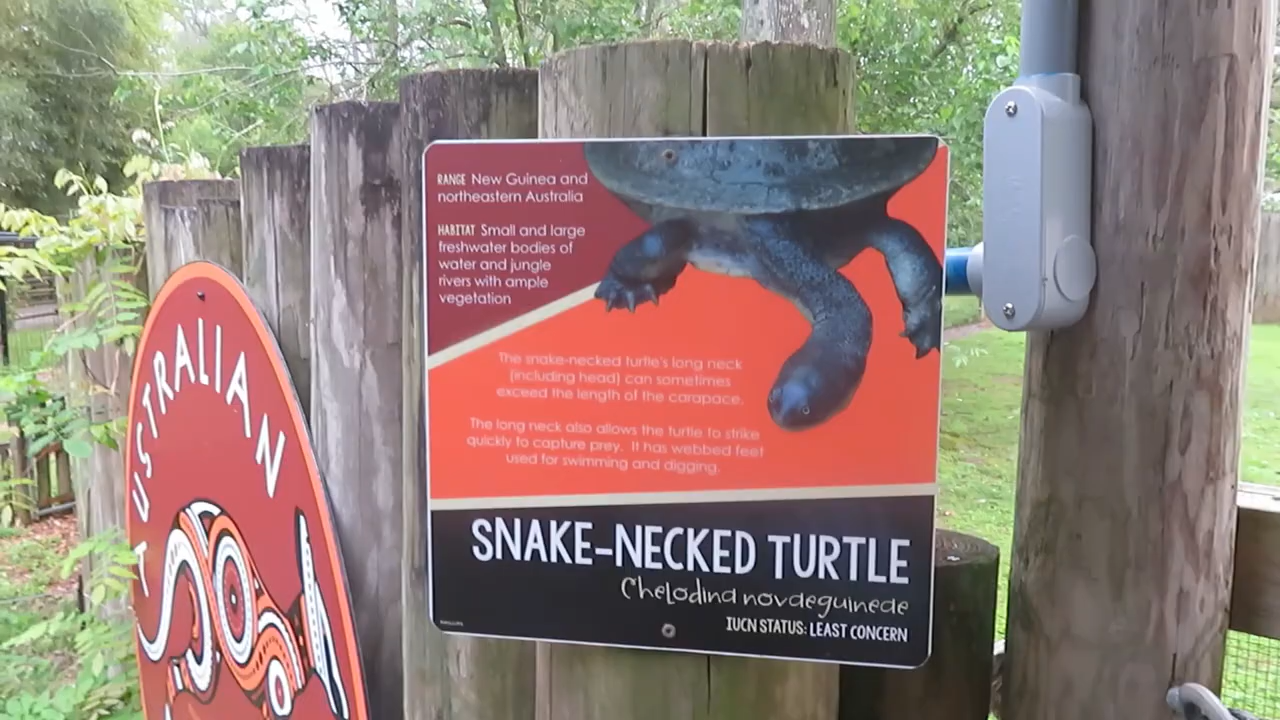 RANGE New Guinea and
northeastern Australia
HABITAT Small and large
freshwater bodies of
water and jungle
rivers with ample
vegetation
The snake-necked turtle's long neck
(including head) can sometimes
exceed the length of the carapace.
The long neck also allows the turtle to strike
quickly to capture prey. It has webbed feet
used for swimming and digging.
SNAKE-NECKED TURTLE
Chelodina novaeguineae
IUCN STATUS: LEAST CONCERN
AUSTRALIAN